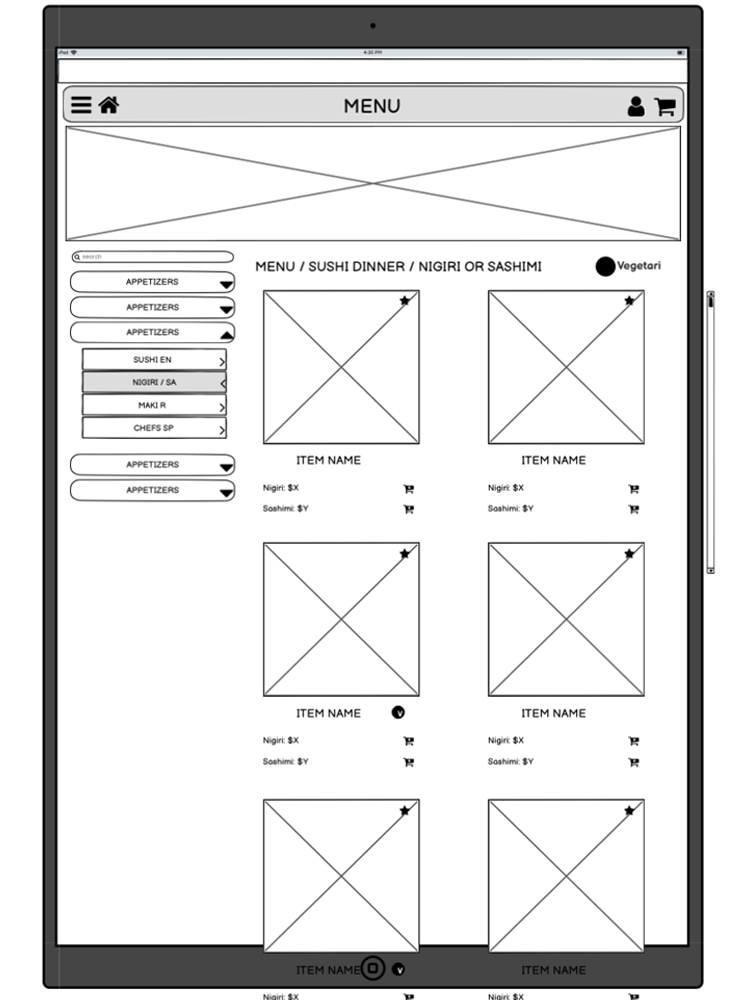 iPad 4:35 PM
MENU
search
APPETIZERS
APPETIZERS
APPETIZERS
SUSHI EN
NIGIRI / SA
MAKI R
CHEFS SP
APPETIZERS
APPETIZERS
MENU / SUSHI DINNER / NIGIRI OR SASHIMI
Vegetari
ITEM NAME
Nigiri: $X
Sashimi: $Y
ITEM NAME
Nigiri: $X
Sashimi: $Y
ITEM NAME V
Nigiri: $X
Sashimi: $Y
ITEM NAME
Nigiri: $X
Sashimi: $Y
ITEM NAME V
Nigiri: $X
ITEM NAME
Nigiri: $X